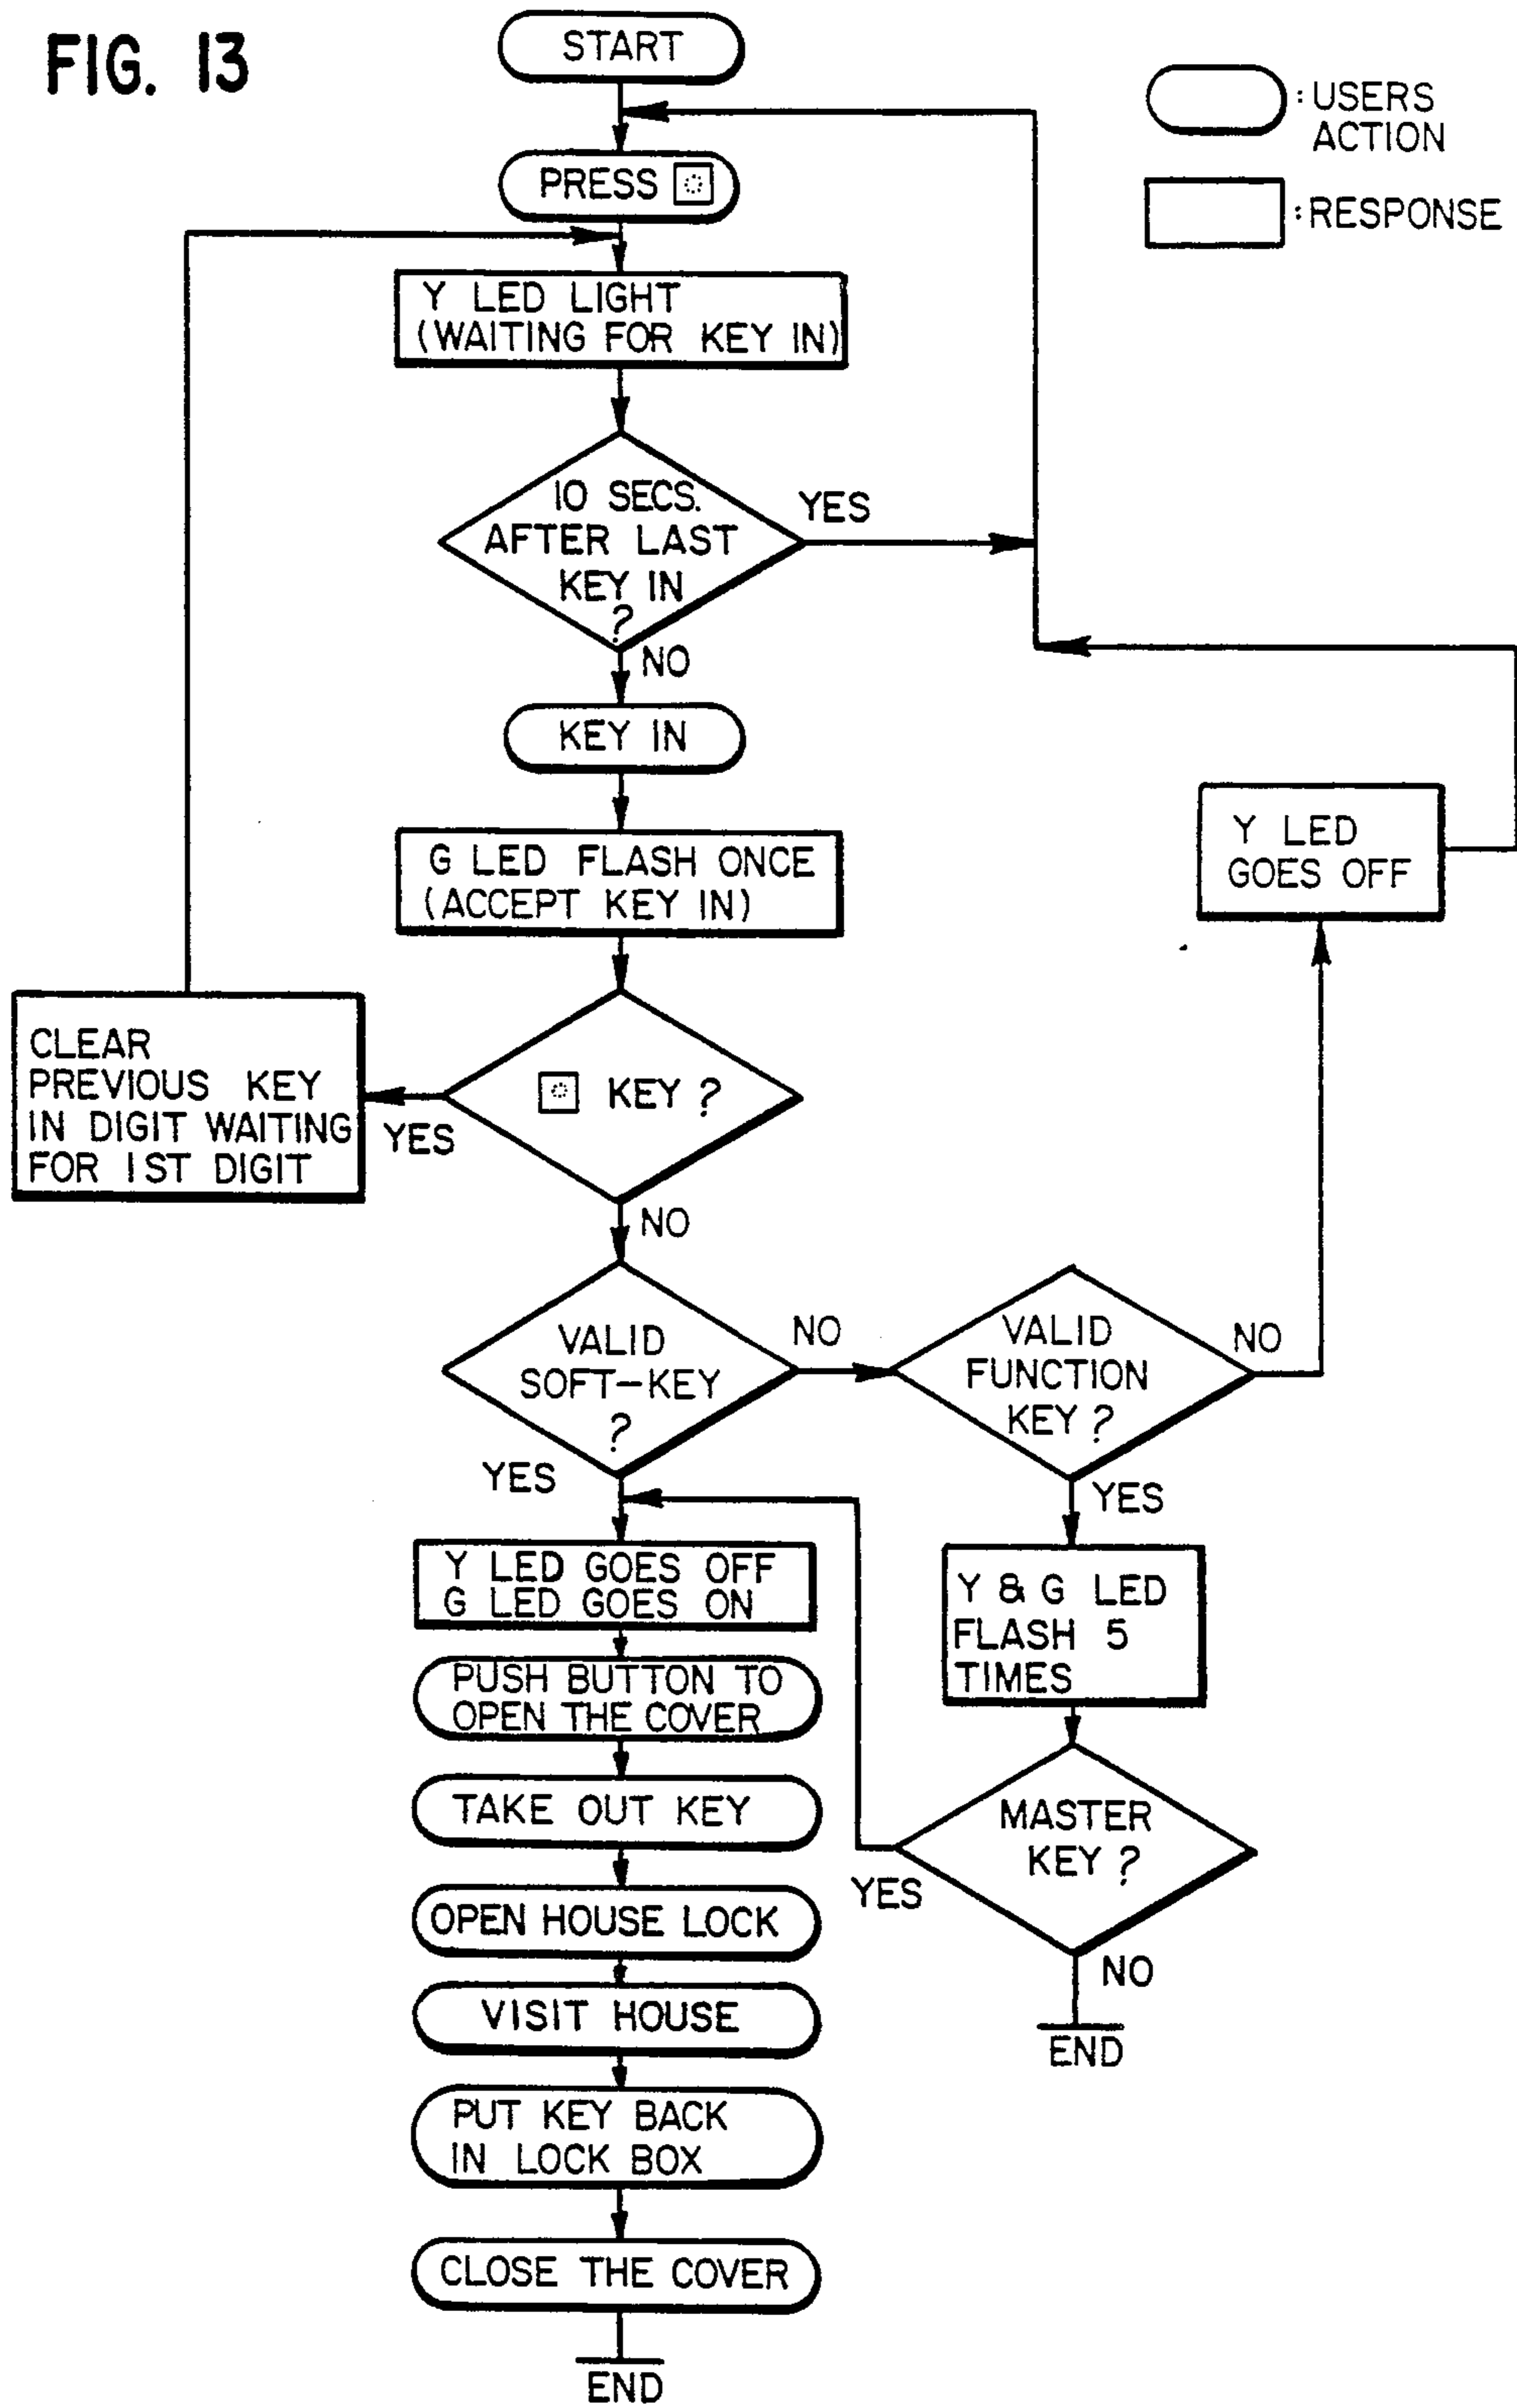 FIG. 13
START
: USERS
ACTION
PRESS
: RESPONSE
Y LED LIGHT
(WAITING FOR KEY IN)
10 SECS.
AFTER LAST
KEY IN
?
YES
NO
KEY IN
G LED FLASH ONCE
(ACCEPT KEY IN)
Y LED
GOES OFF
KEY ?
YES
CLEAR
PREVIOUS KEY
IN DIGIT WAITING
FOR 1ST DIGIT
NO
VALID
SOFT-KEY
?
NO
VALID
FUNCTION
KEY ?
NO
YES
YES
Y LED GOES OFF
G LED GOES ON
Y & G LED
FLASH 5
TIMES
PUSH BUTTON TO
OPEN THE COVER
TAKE OUT KEY
MASTER
KEY ?
YES
NO
END
OPEN HOUSE LOCK
VISIT HOUSE
PUT KEY BACK
IN LOCK BOX
CLOSE THE COVER
END